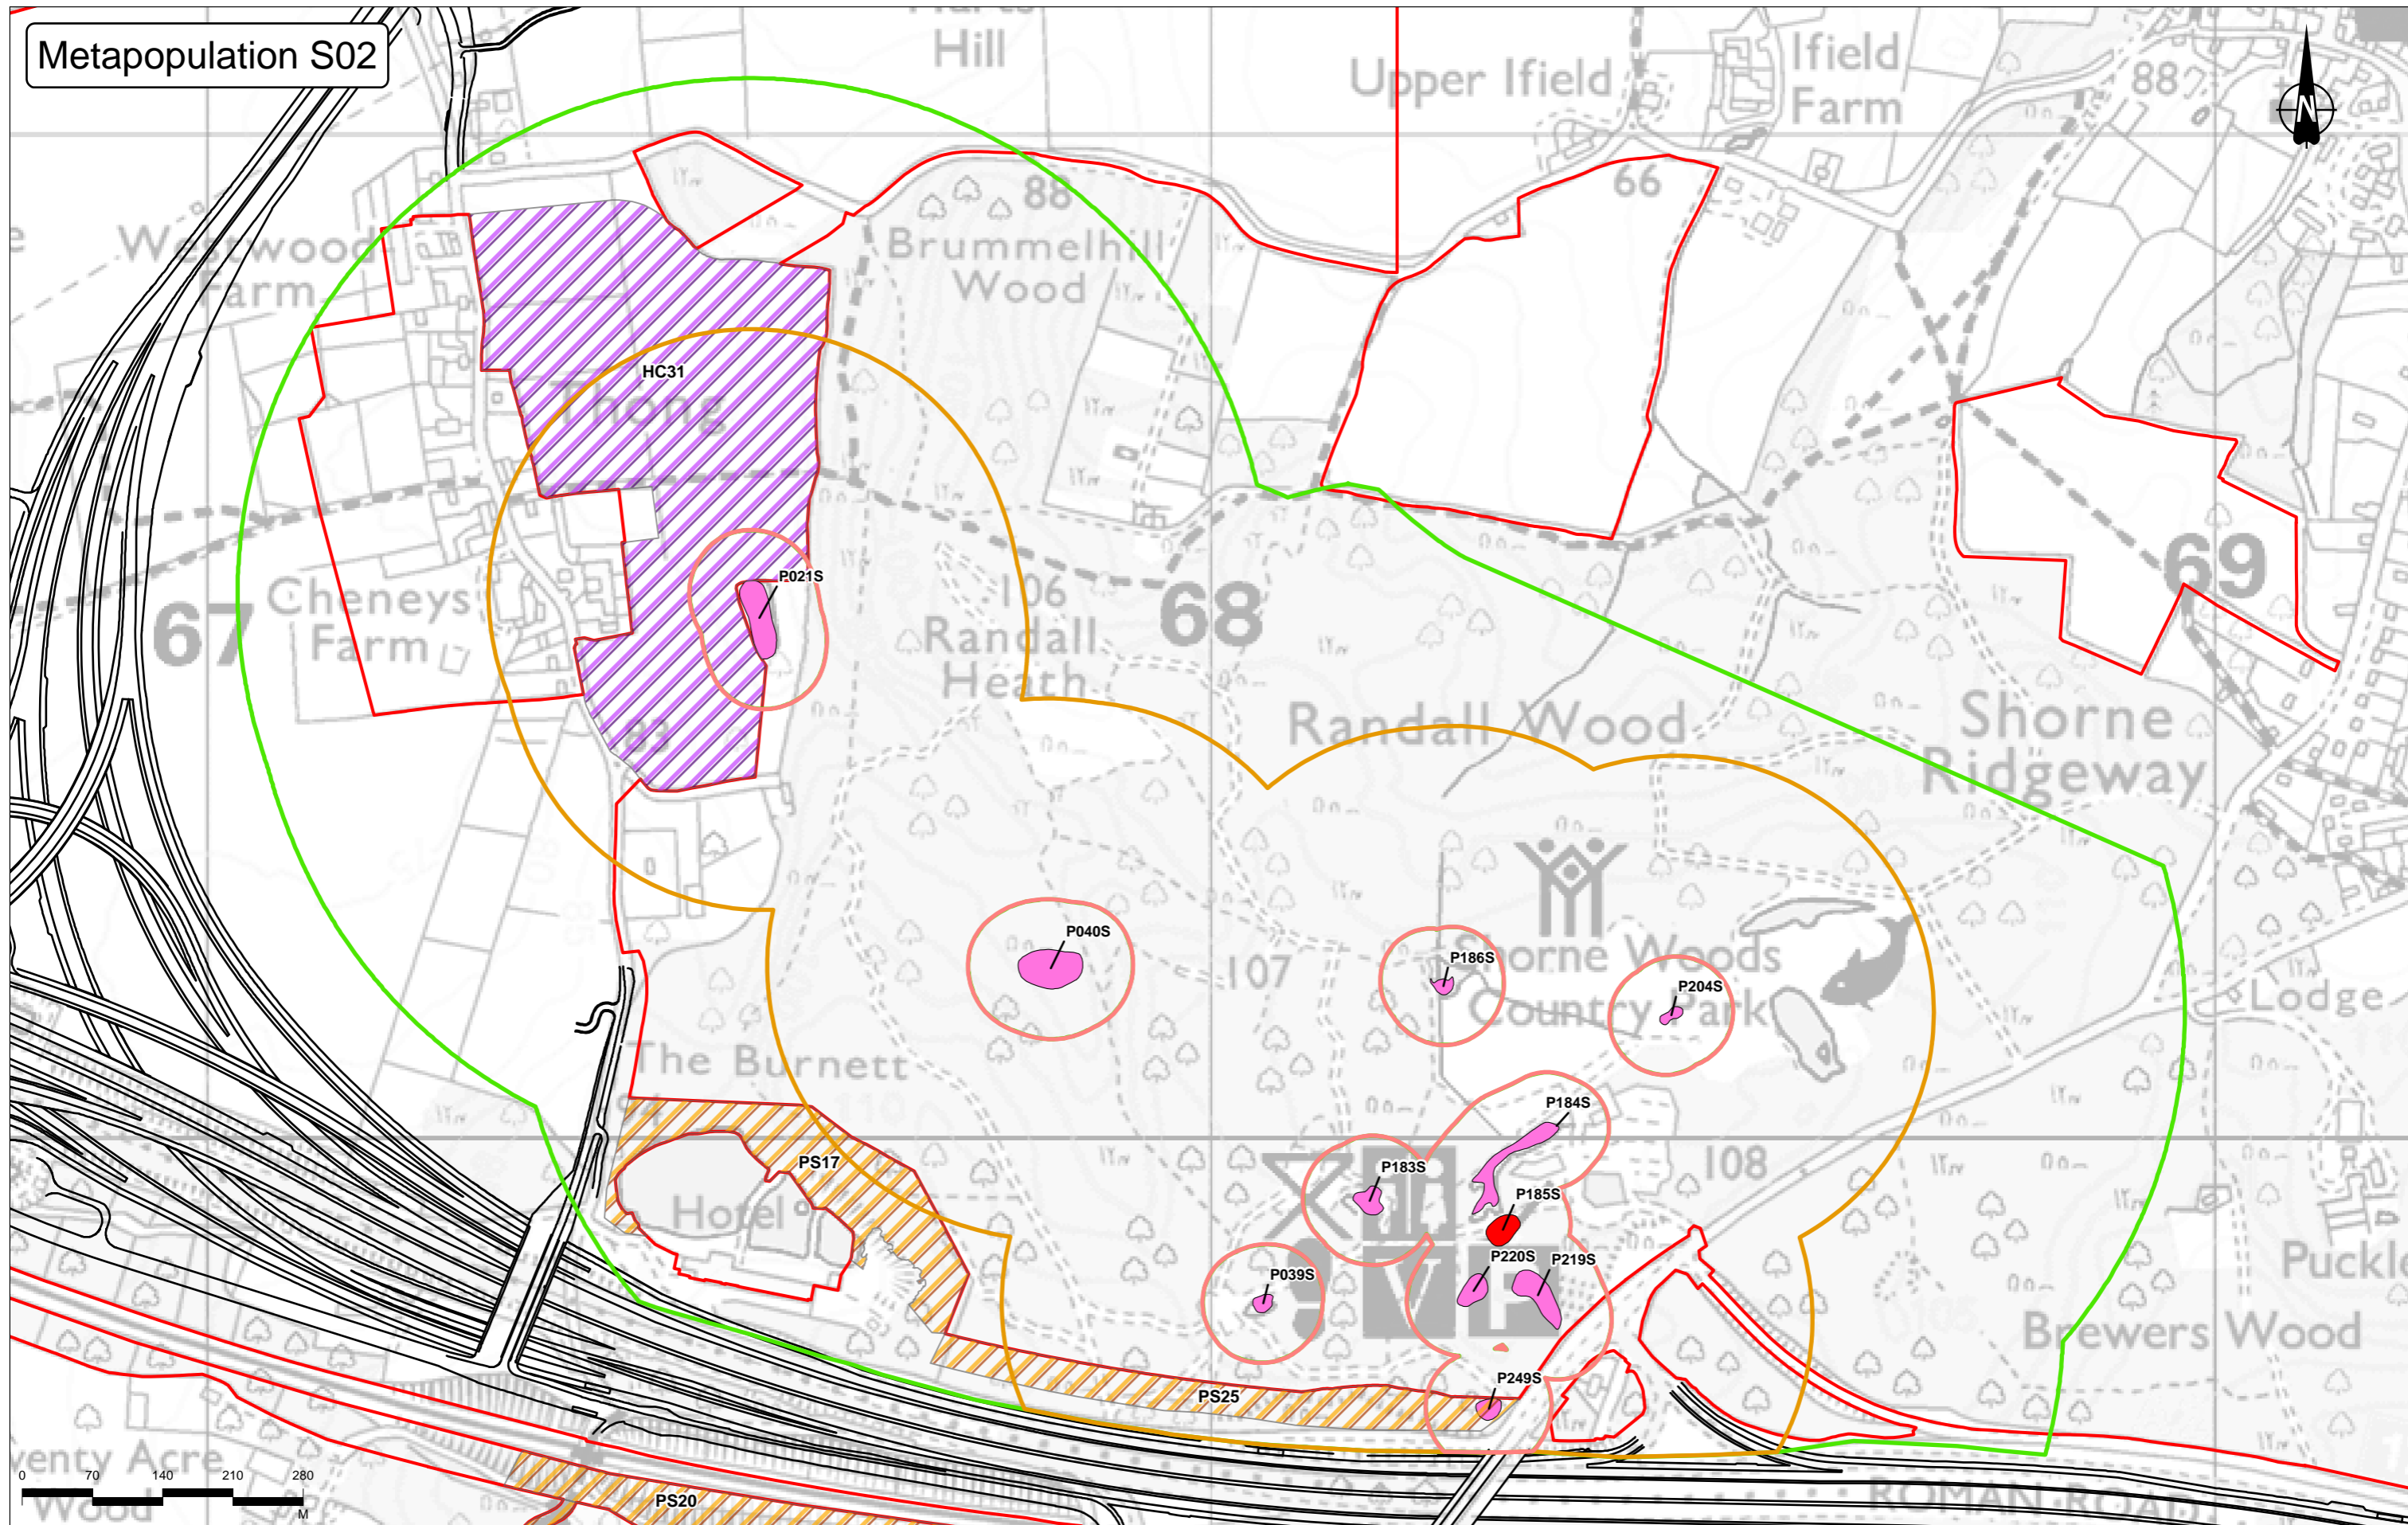 Metapopulation S02
Hill
Upper Ifield
Ifield
Farm
88
N
66
88
Westwood
Farm
Brummelhill
Wood
HC31
Thong
67
Cheneys
Farm
P021S
106
Randall
Heath
68
69
83
Randall Wood
Shorne
Ridgeway
P040S
107
P186S
Shorne Woods
Country Park
P204S
Lodge
The Burnett
94
PS17
Hotel
P184S
108
P183S
P185S
P220S
P219S
P039S
V
P
Puckle
Brewers Wood
PS25
P249S
venty Acre
Wood
0 70 140 210 280
M
PS20
ROMAN ROAD